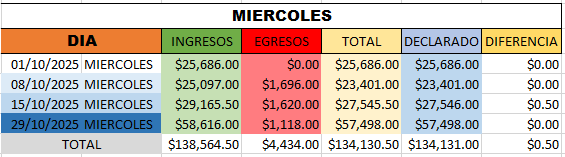 MIERCOLES
DIA INGRESOS EGRESOS TOTAL DECLARADO DIFERENCIA
01/10/2025 MIERCOLES $25,686.00 $0.00 $25,686.00 $25,686.00 $0.00
08/10/2025 MIERCOLES $25,097.00 $1,696.00 $23,401.00 $23,401.00 $0.00
15/10/2025 MIERCOLES $29,165.50 $1,620.00 $27,545.50 $27,546.00 $0.50
29/10/2025 MIERCOLES $58,616.00 $1,118.00 $57,498.00 $57,498.00 $0.00
TOTAL $138,564.50 $4,434.00 $134,130.50 $134,131.00 $0.50